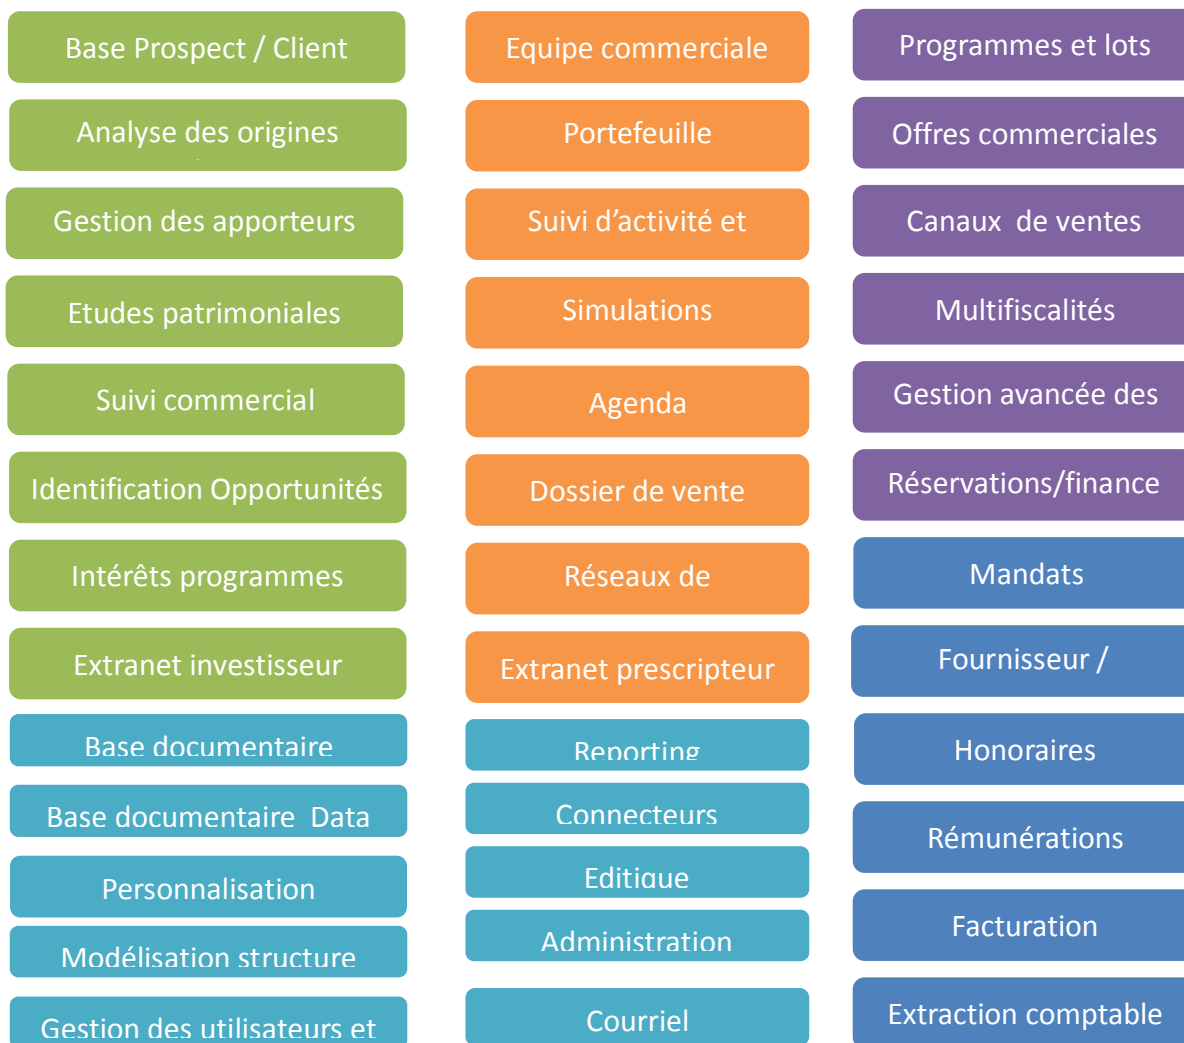 Base Prospect / Client
Analyse des origines
Gestion des apporteurs
Etudes patrimoniales
Suivi commercial
Identification Opportunités
Intérêts programmes
Extranet investisseur
Base documentaire
Base documentaire  Data
Personnalisation
Modélisation structure
Gestion des utilisateurs et
Equipe commerciale
Portefeuille
Suivi d’activité et
Simulations
Agenda
Dossier de vente
Réseaux de
Extranet prescripteur
Reporting
Connecteurs
Editique
Administration
Courriel
Programmes et lots
Offres commerciales
Canaux  de ventes
Multifiscalités
Gestion avancée des
Réservations/finance
Mandats
Fournisseur /
Honoraires
Rémunérations
Facturation
Extraction comptable